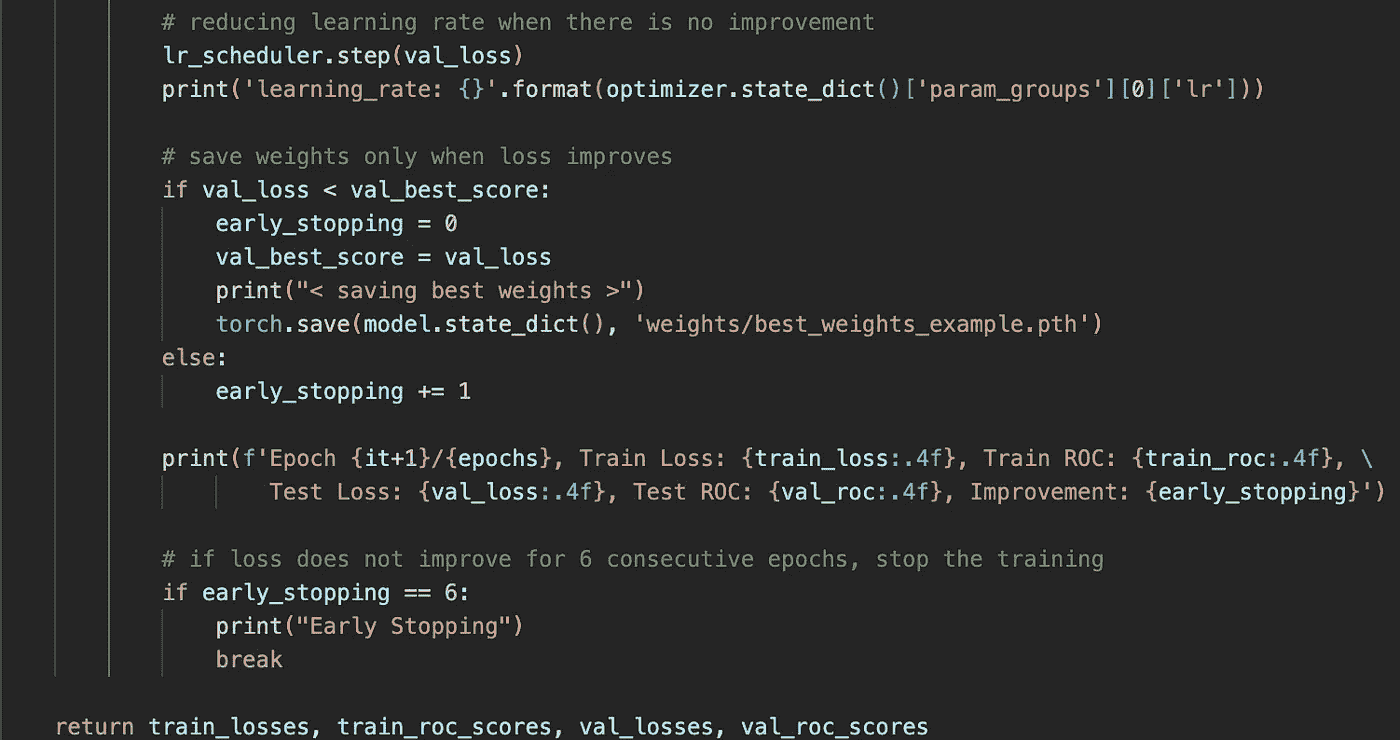 # reducing learning rate when there is no improvement
lr_scheduler.step(val_loss)
print('learning_rate: {}'.format(optimizer.state_dict()['param_groups'][0]['lr']))
# save weights only when loss improves
if val_loss < val_best_score:
early_stopping = 0
val_best_score = val_loss
print("< saving best weights >")
torch.save(model.state_dict(), 'weights/best_weights_example.pth')
else:
early_stopping += 1
print(f'Epoch {it+1}/{epochs}, Train Loss: {train_loss:.4f}, Train ROC: {train_roc:.4f}, \
Test Loss: {val_loss:.4f}, Test ROC: {val_roc:.4f}, Improvement: {early_stopping}')
# if loss does not improve for 6 consecutive epochs, stop the training
if early_stopping == 6:
print("Early Stopping")
break
return train_losses, train_roc_scores, val_losses, val_roc_scores